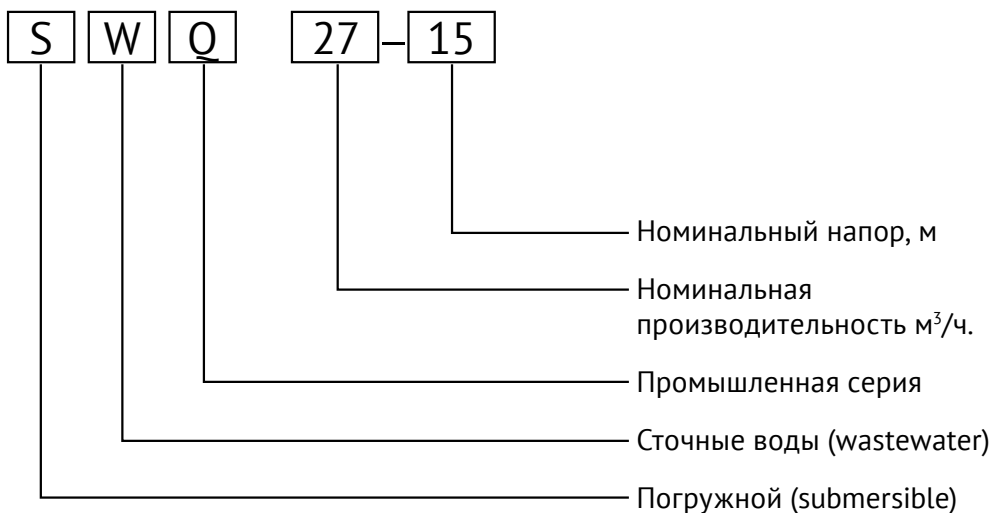 S W Q 27–15
Номинальный напор, м
Номинальная
производительность м³/ч.
Промышленная серия
Сточные воды (wastewater)
Погружной (submersible)